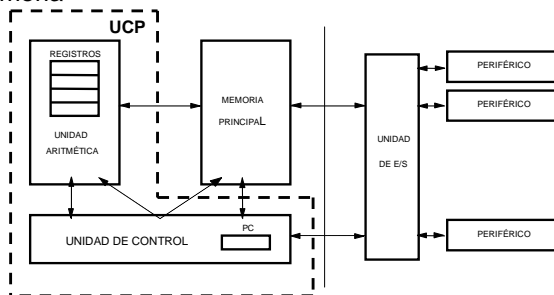 UCP
REGISTROS
UNIDAD
ARITMÉTICA
MEMORIA
PRINCIPAL
UNIDAD
DE E/S
PERIFÉRICO
PERIFÉRICO
PERIFÉRICO
UNIDAD DE CONTROL
PC